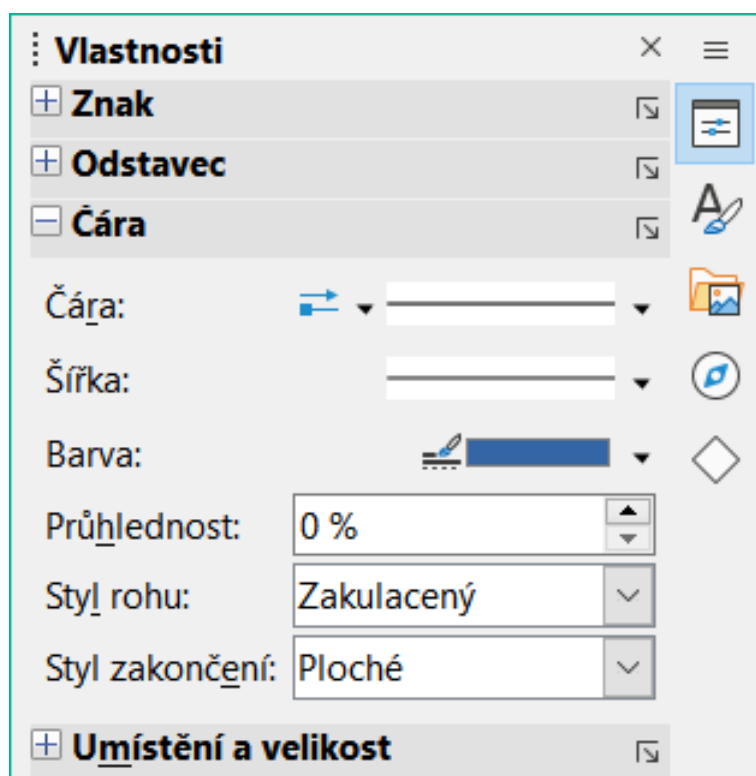 Vlastnosti
Znak
Odstavec
Čára
Čára:
Šířka:
Barva:
Průhlednost: 0 %
Styl rohu: Zakulacený
Styl zakončení: Ploché
Umístění a velikost